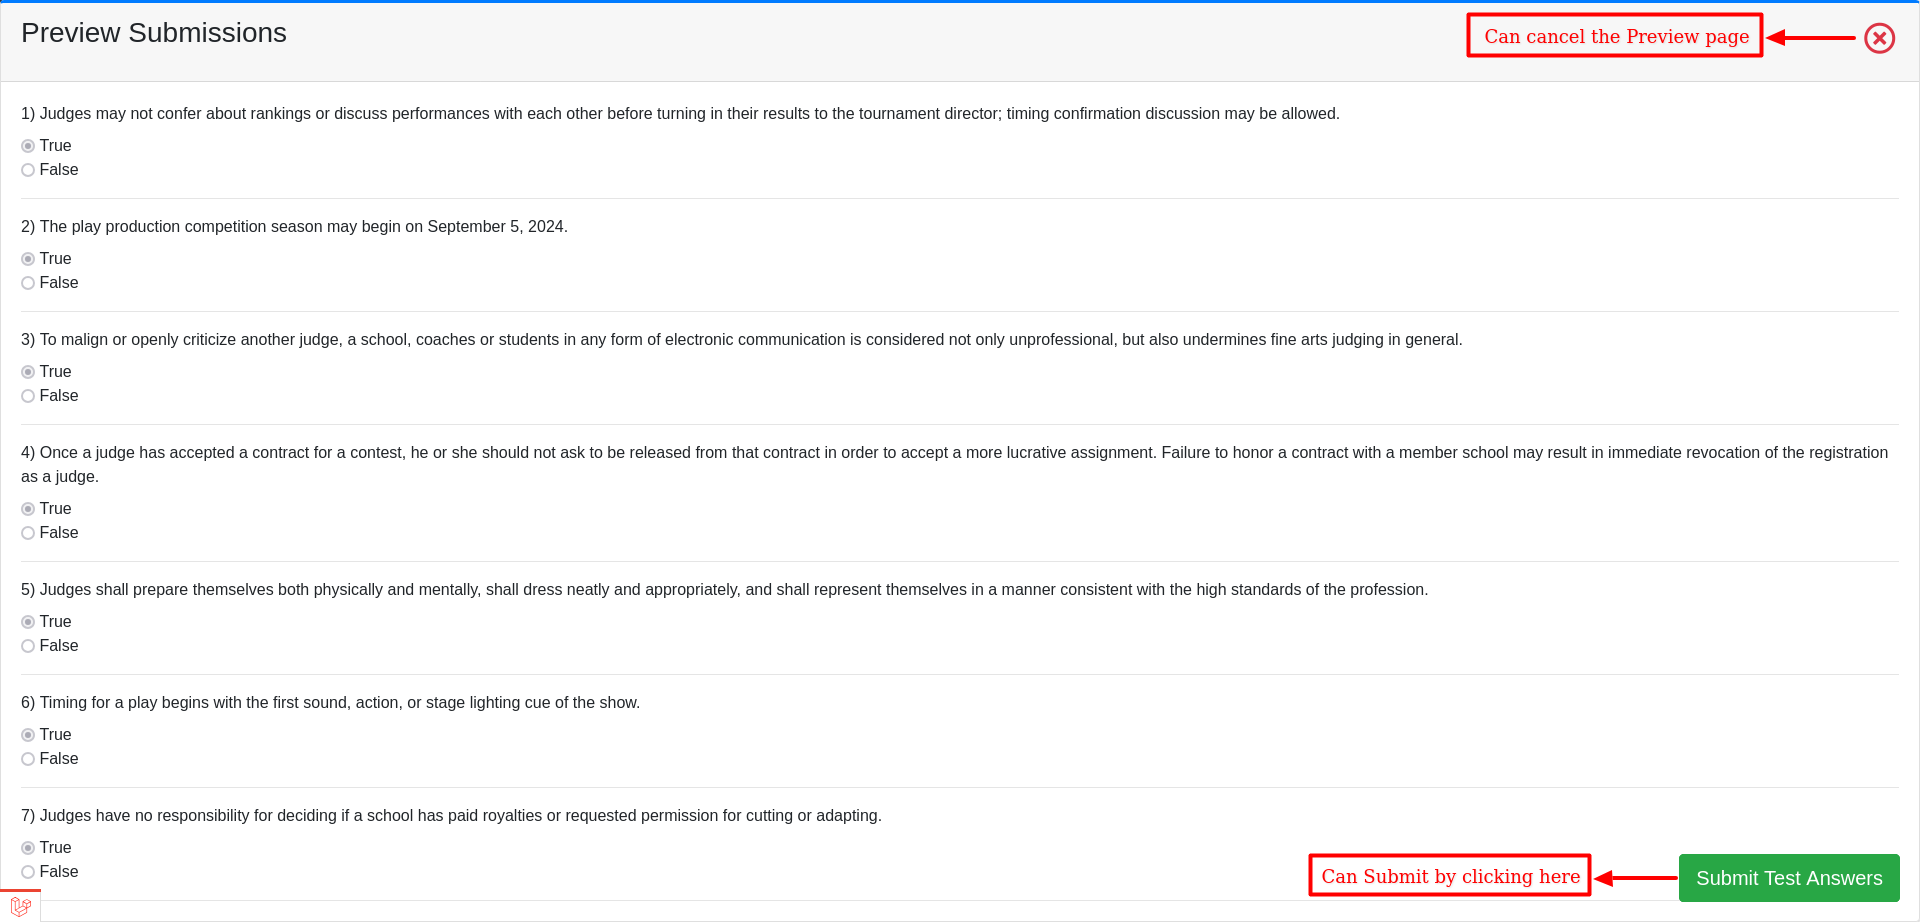 Preview Submissions
Can cancel the Preview page
1) Judges may not confer about rankings or discuss performances with each other before turning in their results to the tournament director; timing confirmation discussion may be allowed.
True
False
2) The play production competition season may begin on September 5, 2024.
True
False
3) To malign or openly criticize another judge, a school, coaches or students in any form of electronic communication is considered not only unprofessional, but also undermines fine arts judging in general.
True
False
4) Once a judge has accepted a contract for a contest, he or she should not ask to be released from that contract in order to accept a more lucrative assignment. Failure to honor a contract with a member school may result in immediate revocation of the registration
as a judge.
True
False
5) Judges shall prepare themselves both physically and mentally, shall dress neatly and appropriately, and shall represent themselves in a manner consistent with the high standards of the profession.
True
False
6) Timing for a play begins with the first sound, action, or stage lighting cue of the show.
True
False
7) Judges have no responsibility for deciding if a school has paid royalties or requested permission for cutting or adapting.
True
False
Can Submit by clicking here
Submit Test Answers